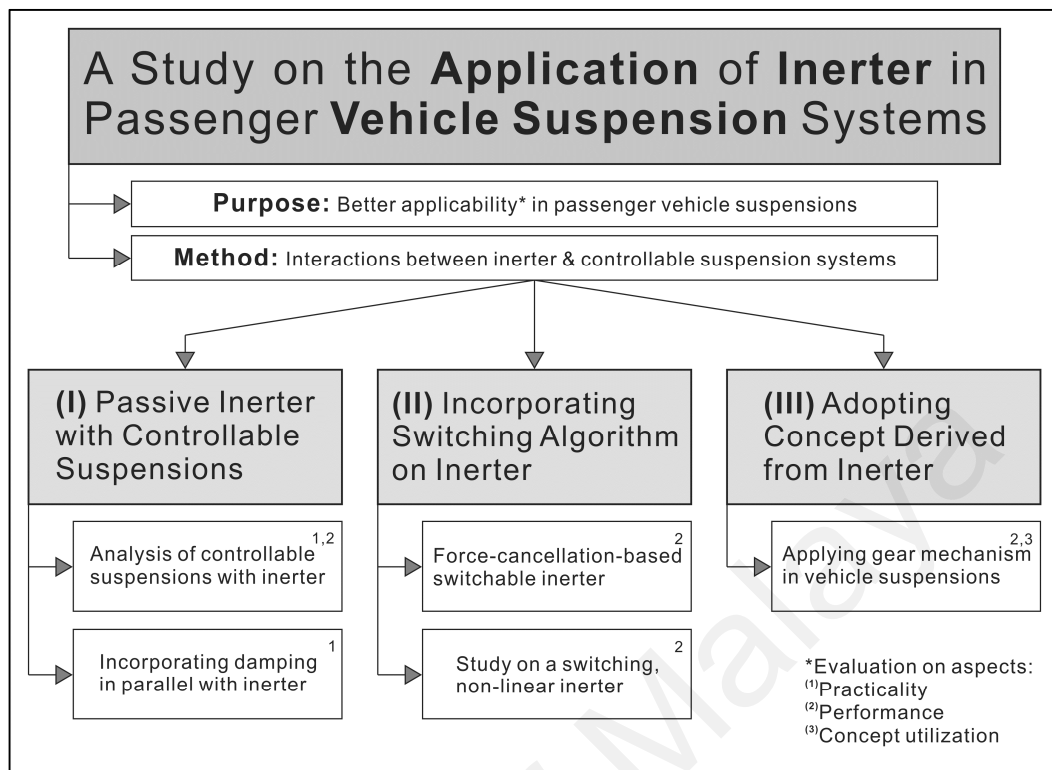 A Study on the Application of Inerter in
Passenger Vehicle Suspension Systems
Purpose: Better applicability* in passenger vehicle suspensions
Method: Interactions between inerter & controllable suspension systems
(I) Passive Inerter
with Controllable
Suspensions
1,2
Analysis of controllable
suspensions with inerter
1
Incorporating damping
in parallel with inerter
(II) Incorporating
Switching Algorithm
on Inerter
2
Force-cancellation-based
switchable inerter
2
Study on a switching,
non-linear inerter
(III) Adopting
Concept Derived
from Inerter
2,3
Applying gear mechanism
in vehicle suspensions
*Evaluation on aspects:
(1)Practicality
(2)Performance
(3)Concept utilization
Malaya